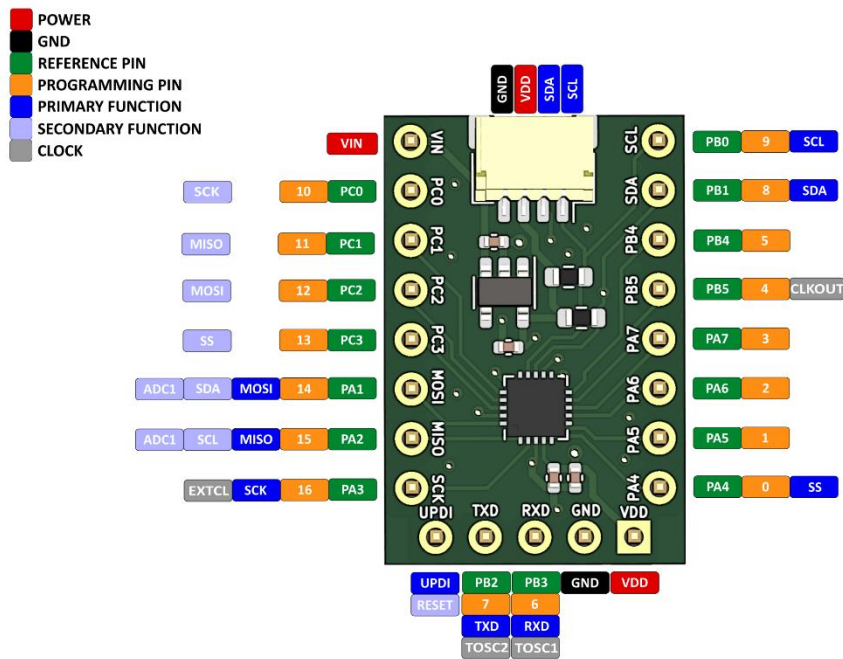 POWER
GND
REFERENCE PIN
PROGRAMMING PIN
PRIMARY FUNCTION
SECONDARY FUNCTION
CLOCK
GND VDD SDA SCL
VIN VIN SCL PB0 9 SCL
SCK 10 PC0 PC0 SDA PB1 8 SDA
MISO 11 PC1 PC1 PB4 PB4 5
MOSI 12 PC2 PC2 PB5 PB5 4 CLKOUT
SS 13 PC3 PC3 PA7 PA7 3
ADC1 SDA MOSI 14 PA1 MOSI PA6 PA6 2
ADC1 SCL MISO 15 PA2 MISO PA5 PA5 1
EXTCL SCK 16 PA3 SCK PA4 PA4 0 SS
UPDI TXD RXD GND VDD
UPDI PB2 PB3 GND VDD
RESET 7 6
TXD RXD
TOSC2 TOSC1